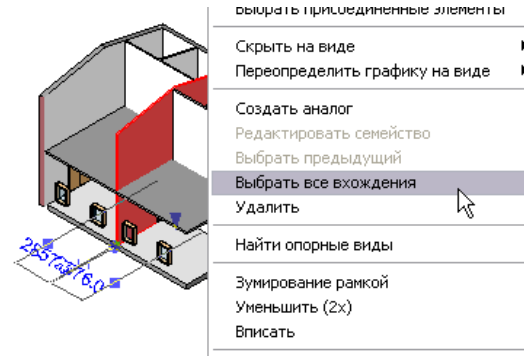 Выбрать присоединенные элементы
Скрыть на виде
Переопределить графику на виде
Создать аналог
Редактировать семейство
Выбрать предыдущий
Выбрать все вхождения
Удалить
Найти опорные виды
Зумирование рамкой
Уменьшить (2x)
Вписать